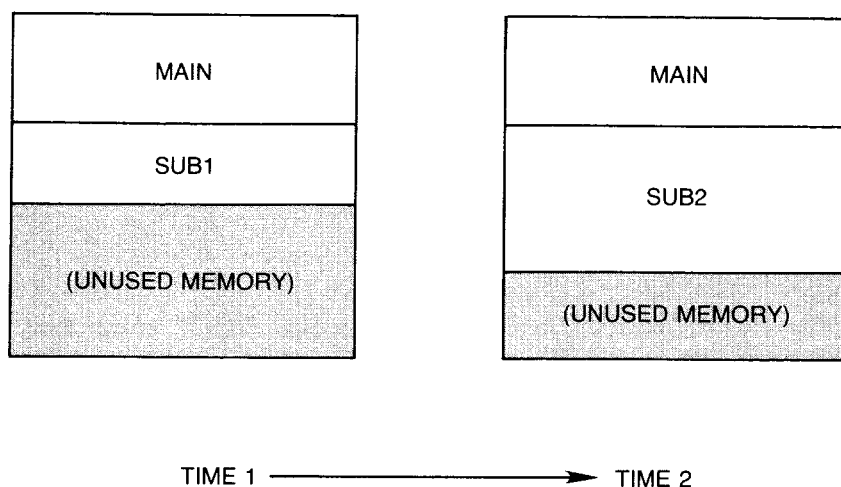 MAIN
SUB1
(UNUSED MEMORY)
MAIN
SUB2
(UNUSED MEMORY)
TIME 1
TIME 2